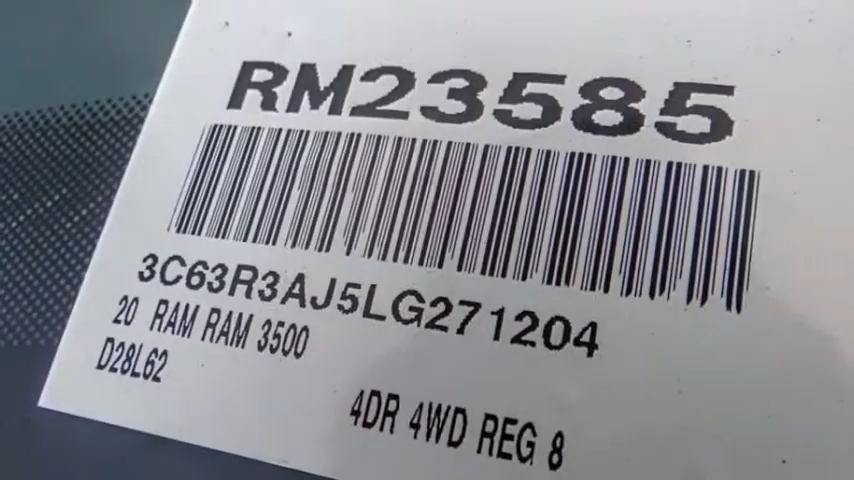 RM23585
3C63R3AJ5LG271204
20 RAM RAM 3500
D28L62
4DR 4WD REG 8